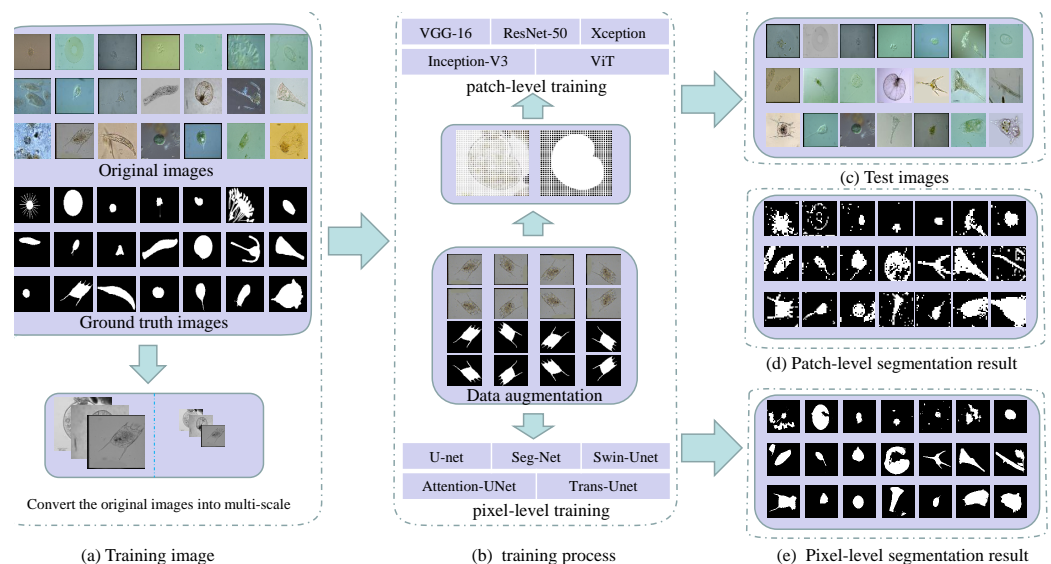 Original images
Ground truth images
Convert the original images into multi-scale
(a) Training image
VGG-16
ResNet-50
Xception
Inception-V3
ViT
patch-level training
Data augmentation
U-net
Seg-Net
Swin-Unet
Attention-UNet
Trans-Unet
pixel-level training
(b) training process
(c) Test images
(d) Patch-level segmentation result
(e) Pixel-level segmentation result